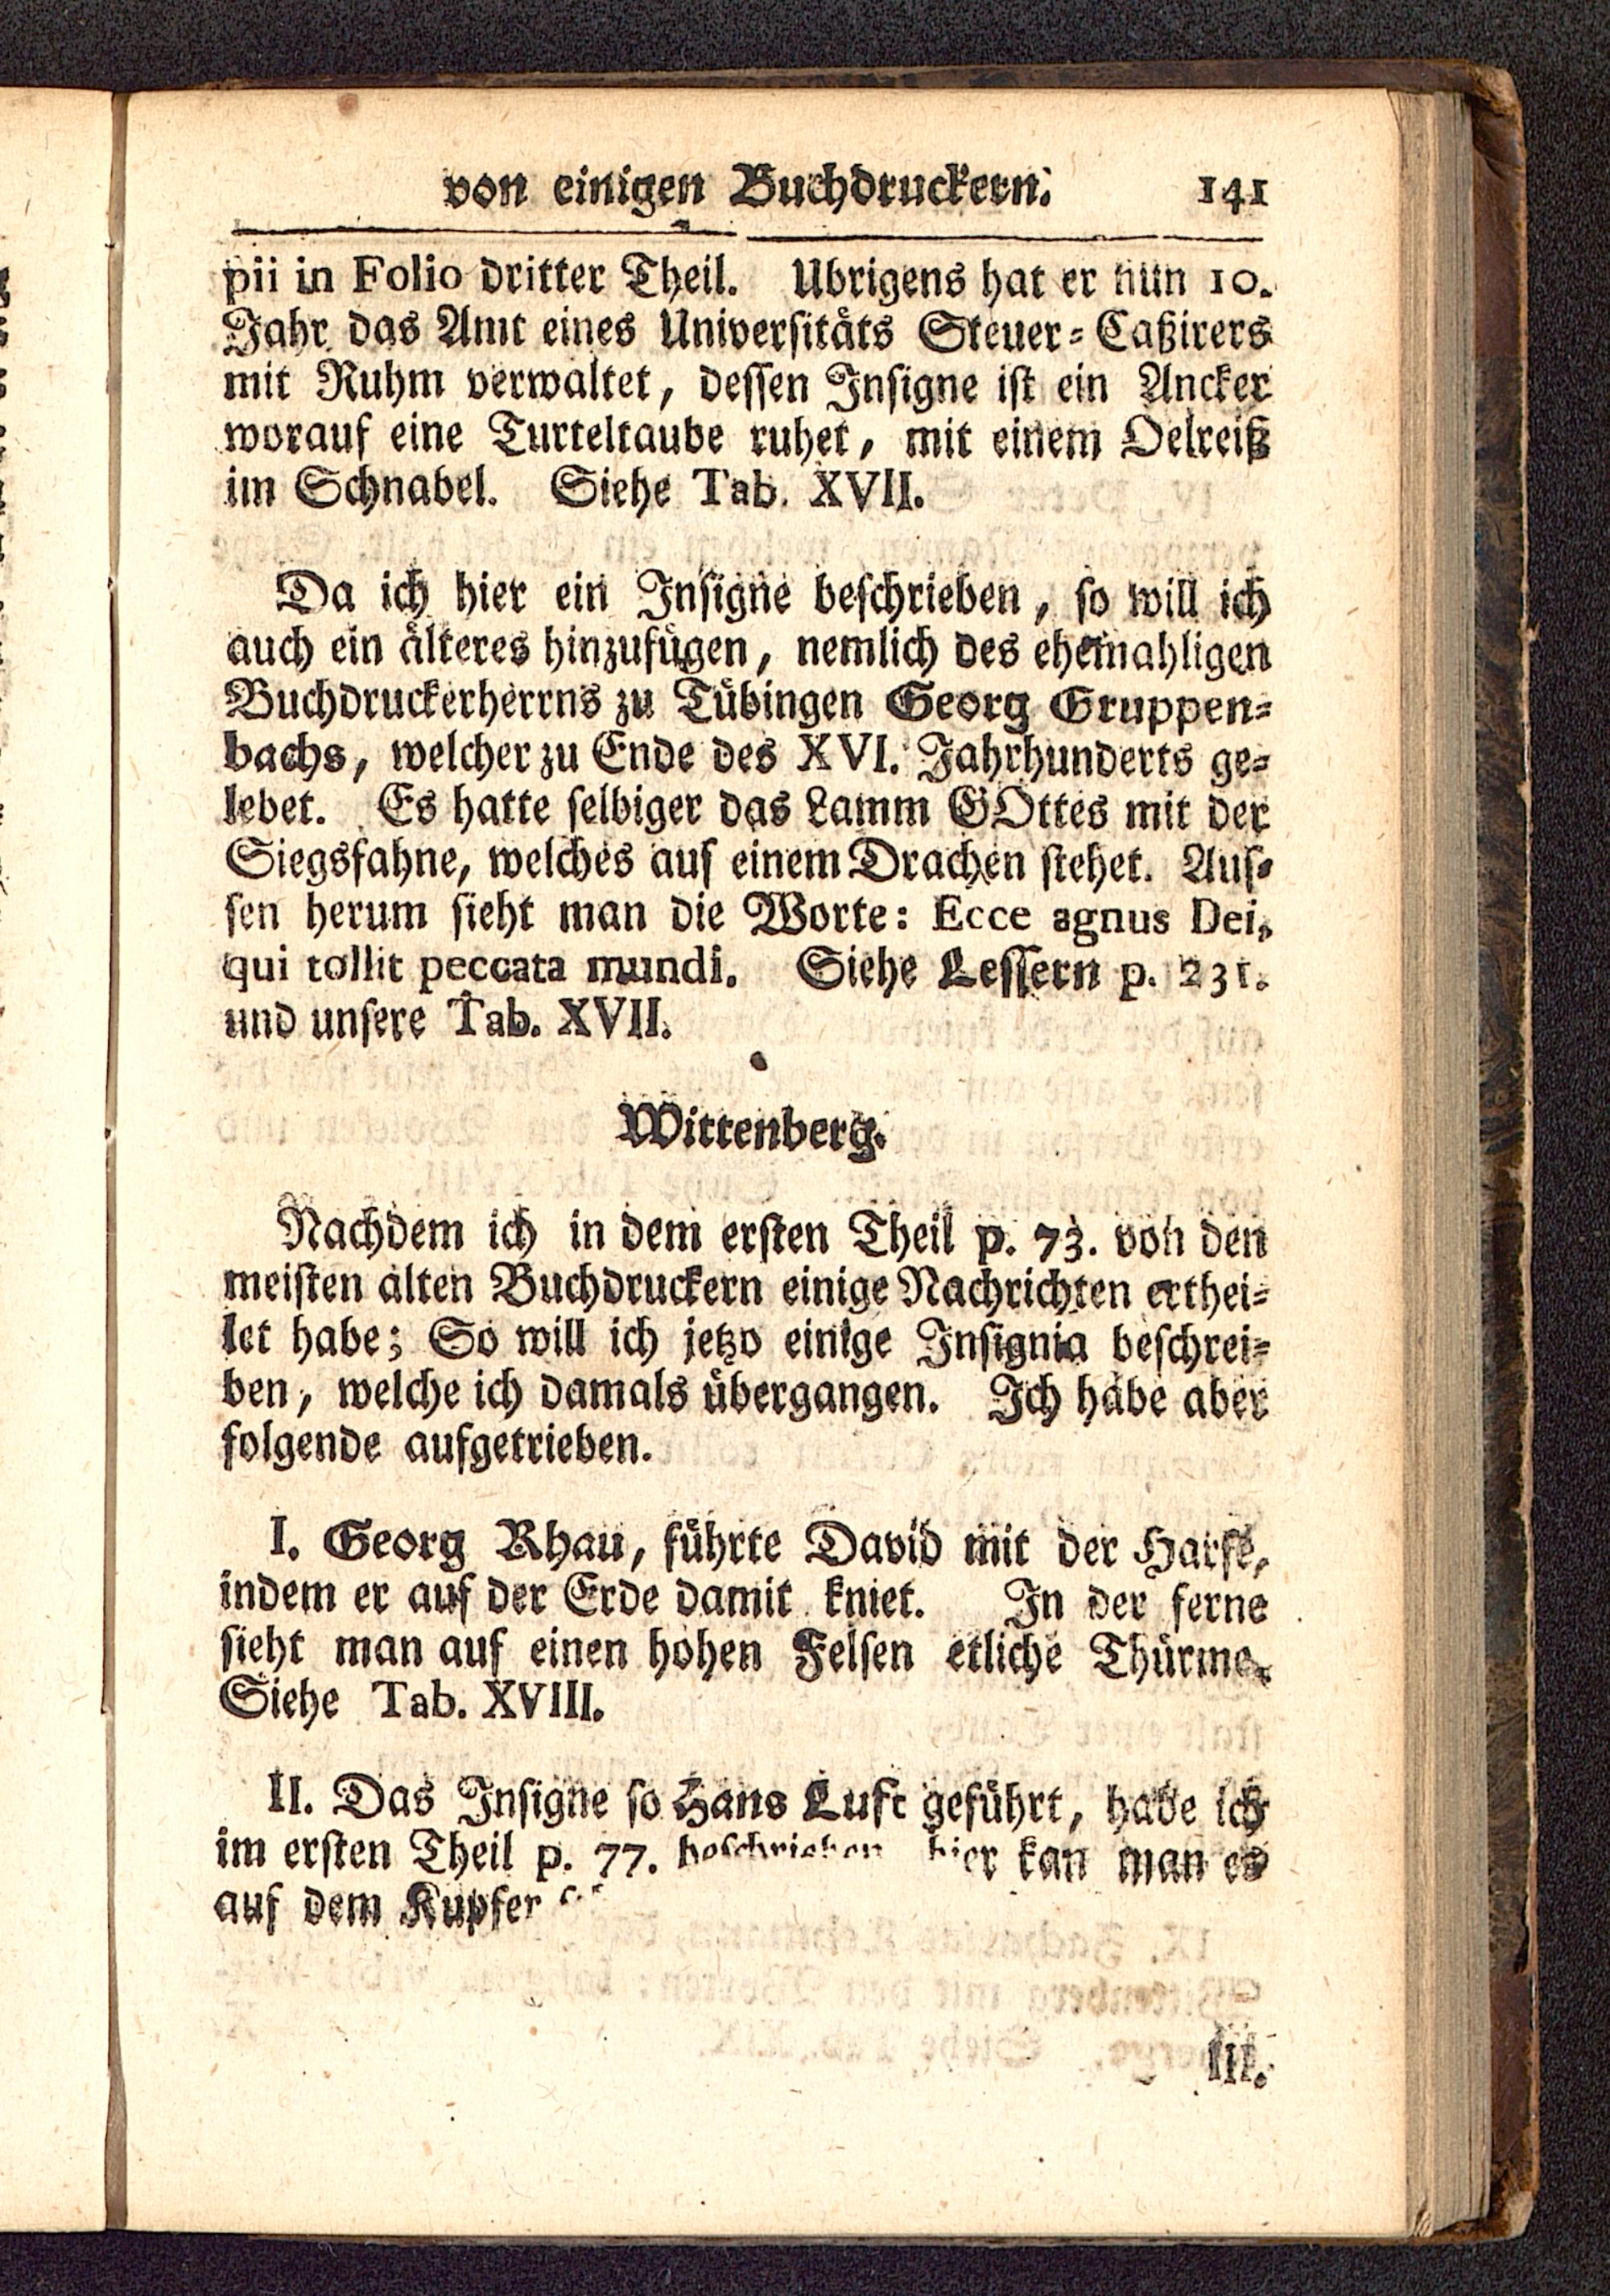 von einigen Buchdruckern. 141
pii in Folio dritter Theil. Ubrigens hat er nun 10.
Jahr das Amt eines Universitäts Steuer-Caßirers
mit Ruhm verwaltet, dessen Insigne ist ein Ancker
worauf eine Turteltaube ruhet, mit einem Oelreiß
im Schnabel. Siehe Tab. XVII.
Da ich hier ein Insigne beschrieben, so will ich
auch ein älteres hinzufügen, nemlich des ehemahligen
Buchdruckerherrns zu Tübingen Georg Gruppen-
bachs, welcher zu Ende des XVI. Jahrhunderts ge-
lebet. Es hatte selbiger das Lamm GOttes mit der
Siegsfahne, welches auf einem Drachen stehet. Aus-
sen herum sieht man die Worte: Ecce agnus Dei,
qui tollit peccata mundi. Siehe Lessern p. 231.
und unsere Tab. XVII.
Wittenberg.
Nachdem ich in dem ersten Theil p. 73. von den
meisten alten Buchdruckern einige Nachrichten erthei-
let habe; So will ich jetzo einige Insignia beschrei-
ben, welche ich damals übergangen. Ich habe aber
folgende aufgetrieben.
I. Georg Rhau, führte David mit der Harfe,
indem er auf der Erde damit kniet. In der ferne
sieht man auf einen hohen Felsen etliche Thürme.
Siehe Tab. XVIII.
II. Das Insigne so Hans Luft geführt, habe ich
im ersten Theil p. 77. beschrieben hier kan man es
auf dem Kupfer
III.